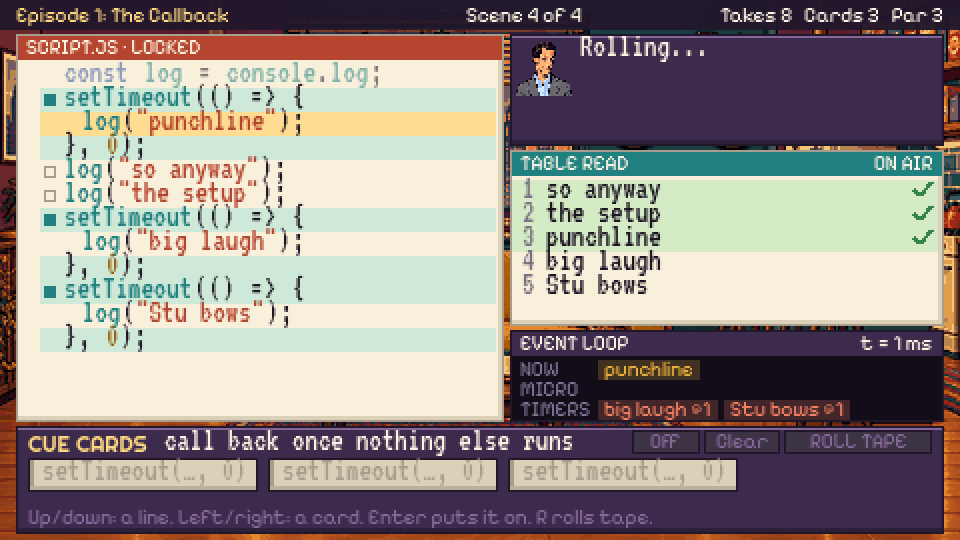 Episode 1: The Callback
Scene 4 of 4
Takes 8 Cards 3 Par 3
SCRIPT.JS · LOCKED
const log = console.log;
setTimeout(() => {
log("punchline");
}, 0);
log("so anyway");
log("the setup");
setTimeout(() => {
log("big laugh");
}, 0);
setTimeout(() => {
log("Stu bows");
}, 0);
Rolling...
TABLE READ
ON AIR
1 so anyway
2 the setup
3 punchline
4 big laugh
5 Stu bows
EVENT LOOP
t = 1 ms
NOW punchline
MICRO
TIMERS big laugh @1 Stu bows @1
CUE CARDS call back once nothing else runs
Off Clear ROLL TAPE
setTimeout(…, 0) setTimeout(…, 0) setTimeout(…, 0)
Up/down: a line. Left/right: a card. Enter puts it on. R rolls tape.